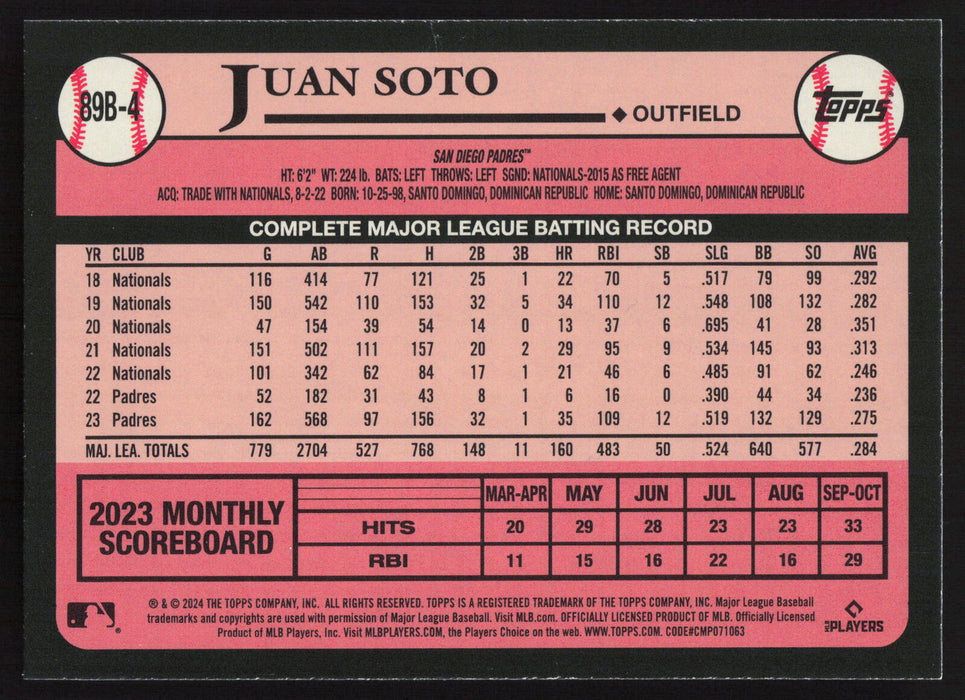 89B-4
JUAN SOTO
◆ OUTFIELD
TOPPS
SAN DIEGO PADRES™
HT: 6'2" WT: 224 lb. BATS: LEFT THROWS: LEFT SGND: NATIONALS-2015 AS FREE AGENT
ACQ: TRADE WITH NATIONALS, 8-2-22 BORN: 10-25-98, SANTO DOMINGO, DOMINICAN REPUBLIC HOME: SANTO DOMINGO, DOMINICAN REPUBLIC
COMPLETE MAJOR LEAGUE BATTING RECORD
YR CLUB G AB R H 2B 3B HR RBI SB SLG BB SO AVG
18 Nationals 116 414 77 121 25 1 22 70 5 .517 79 99 .292
19 Nationals 150 542 110 153 32 5 34 110 12 .548 108 132 .282
20 Nationals 47 154 39 54 14 0 13 37 6 .695 41 28 .351
21 Nationals 151 502 111 157 20 2 29 95 9 .534 145 93 .313
22 Nationals 101 342 62 84 17 1 21 46 6 .485 91 62 .246
22 Padres 52 182 31 43 8 1 6 16 0 .390 44 34 .236
23 Padres 162 568 97 156 32 1 35 109 12 .519 132 129 .275
MAJ. LEA. TOTALS 779 2704 527 768 148 11 160 483 50 .524 640 577 .284
2023 MONTHLY
SCOREBOARD
MAR-APR MAY JUN JUL AUG SEP-OCT
HITS 20 29 28 23 23 33
RBI 11 15 16 22 16 29
® & © 2024 THE TOPPS COMPANY, INC. ALL RIGHTS RESERVED. TOPPS IS A REGISTERED TRADEMARK OF THE TOPPS COMPANY, INC. Major League Baseball
trademarks and copyrights are used with permission of Major League Baseball. Visit MLB.com. OFFICIALLY LICENSED PRODUCT OF MLB. Officially Licensed
Product of MLB Players, Inc. Visit MLBPLAYERS.COM, the Players Choice on the web. WWW.TOPPS.COM. CODE#CMP071063
MLB PLAYERS